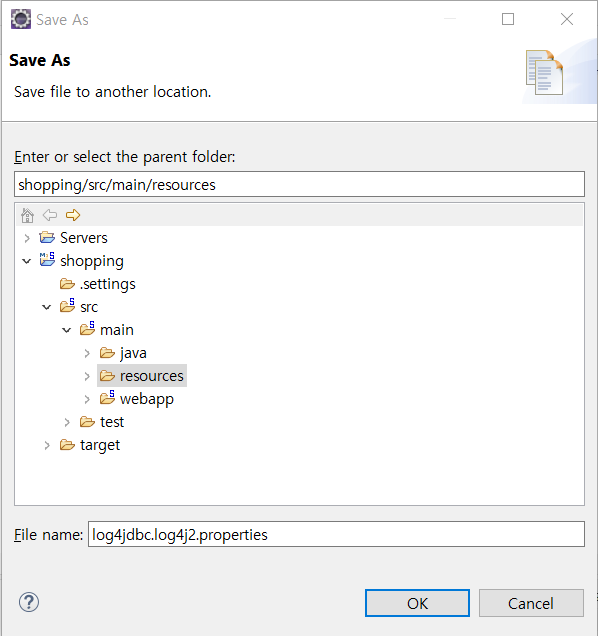 Save As
Save As
Save file to another location.
Enter or select the parent folder:
shopping/src/main/resources
Servers
shopping
.settings
src
main
java
resources
webapp
test
target
File name: log4jdbc.log4j2.properties
OK Cancel